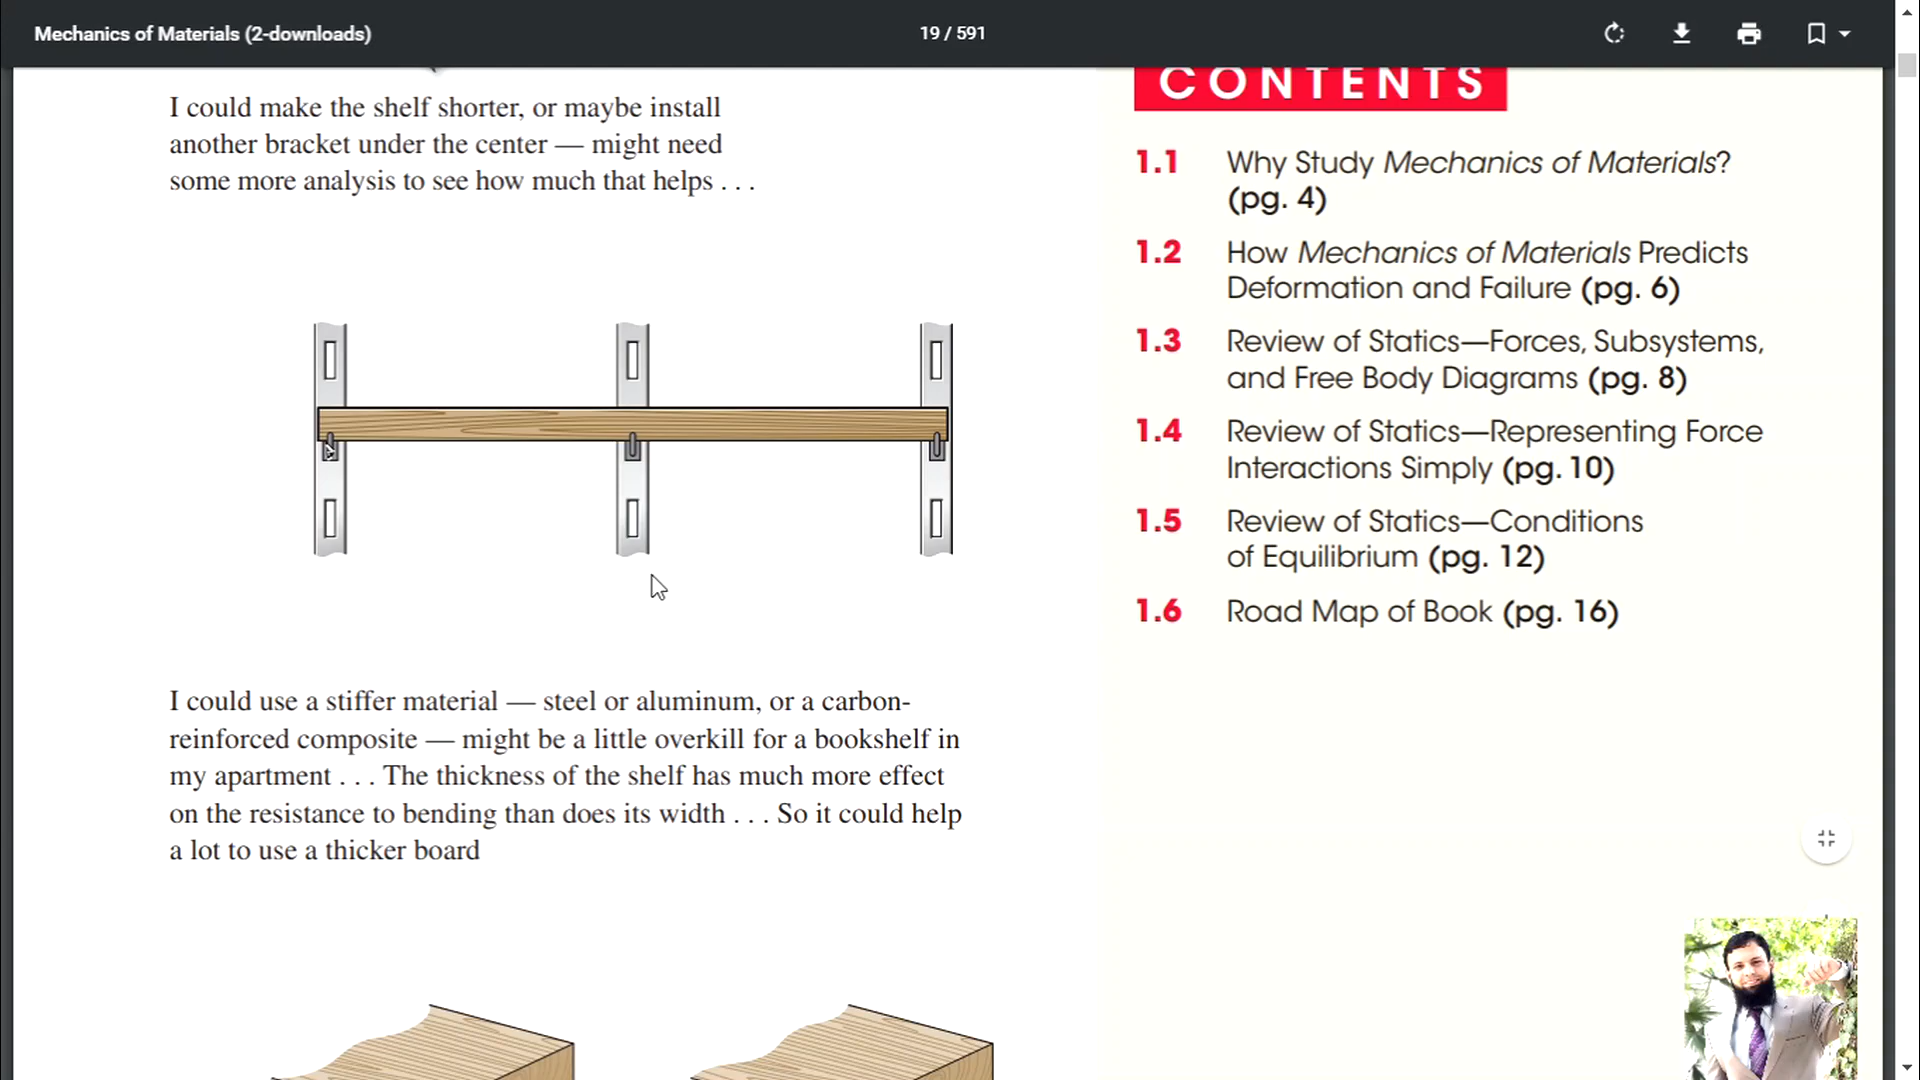 Mechanics of Materials (2-downloads)
19 / 591
I could make the shelf shorter, or maybe install
another bracket under the center — might need
some more analysis to see how much that helps . . .
I could use a stiffer material — steel or aluminum, or a carbon-
reinforced composite — might be a little overkill for a bookshelf in
my apartment . . . The thickness of the shelf has much more effect
on the resistance to bending than does its width . . . So it could help
a lot to use a thicker board
CONTENTS
1.1 Why Study Mechanics of Materials?
(pg. 4)
1.2 How Mechanics of Materials Predicts
Deformation and Failure (pg. 6)
1.3 Review of Statics—Forces, Subsystems,
and Free Body Diagrams (pg. 8)
1.4 Review of Statics—Representing Force
Interactions Simply (pg. 10)
1.5 Review of Statics—Conditions
of Equilibrium (pg. 12)
1.6 Road Map of Book (pg. 16)